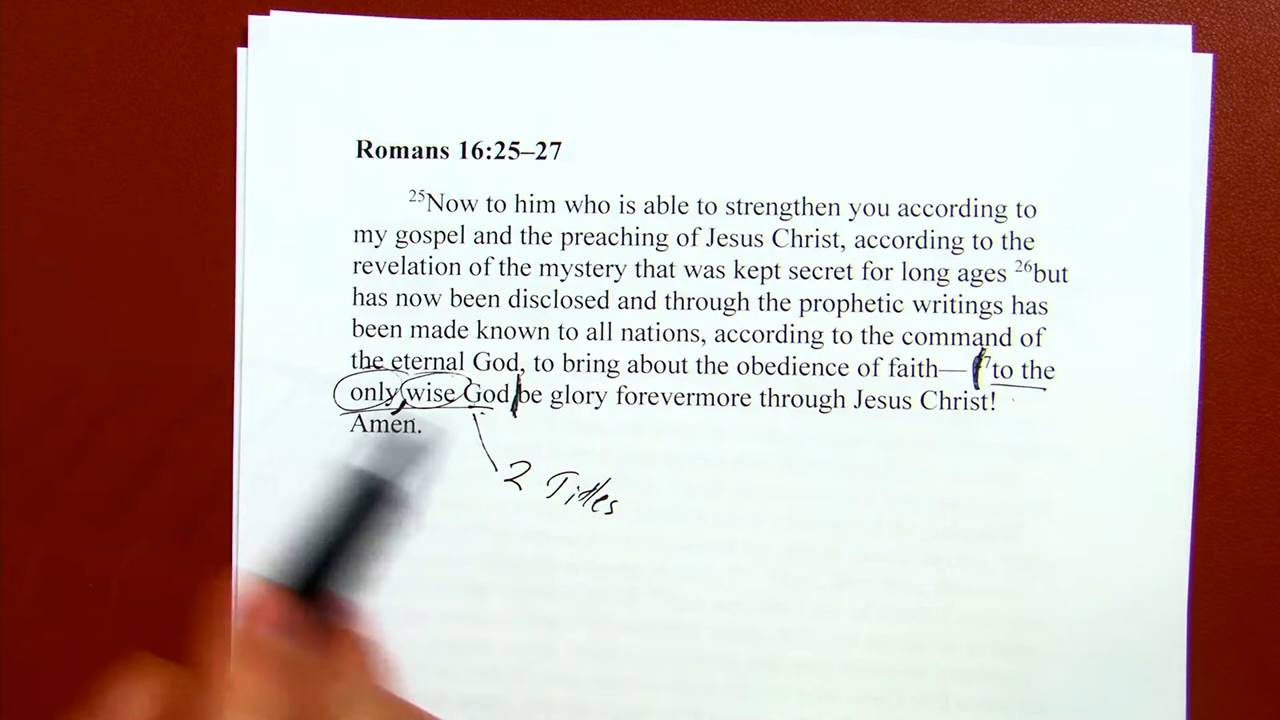 Romans 16:25–27
25Now to him who is able to strengthen you according to
my gospel and the preaching of Jesus Christ, according to the
revelation of the mystery that was kept secret for long ages 26but
has now been disclosed and through the prophetic writings has
been made known to all nations, according to the command of
the eternal God, to bring about the obedience of faith— 7to the
only, wise God be glory forevermore through Jesus Christ!
Amen.
2 Titles